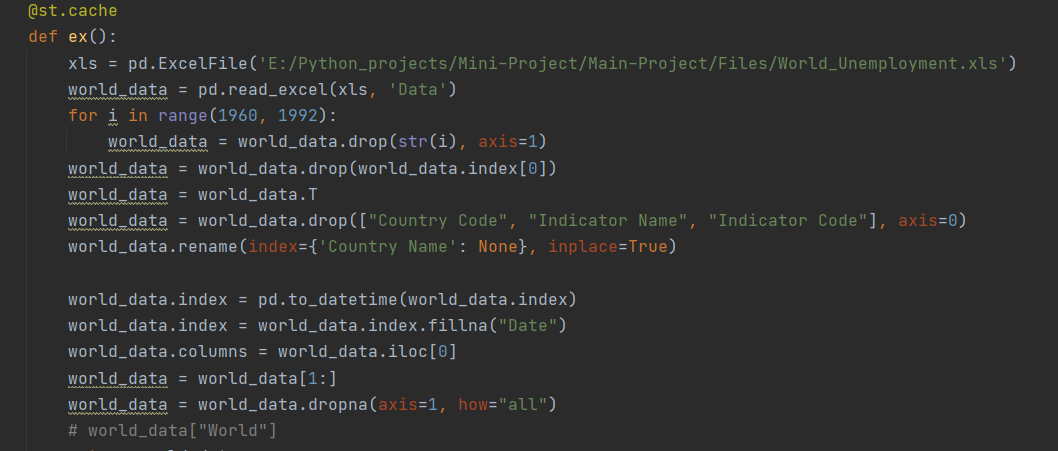 @st.cache
def ex():
    xls = pd.ExcelFile('E:/Python_projects/Mini-Project/Main-Project/Files/World_Unemployment.xls')
    world_data = pd.read_excel(xls, 'Data')
    for i in range(1960, 1992):
        world_data = world_data.drop(str(i), axis=1)
    world_data = world_data.drop(world_data.index[0])
    world_data = world_data.T
    world_data = world_data.drop(["Country Code", "Indicator Name", "Indicator Code"], axis=0)
    world_data.rename(index={'Country Name': None}, inplace=True)

    world_data.index = pd.to_datetime(world_data.index)
    world_data.index = world_data.index.fillna("Date")
    world_data.columns = world_data.iloc[0]
    world_data = world_data[1:]
    world_data = world_data.dropna(axis=1, how="all")
    # world_data["World"]